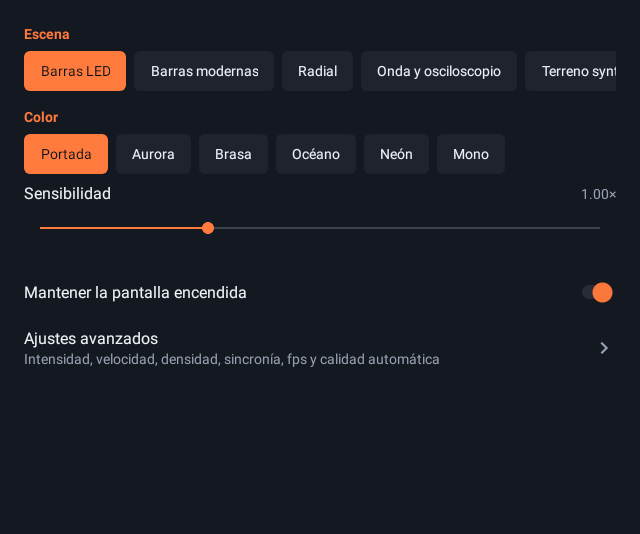 Escena
Barras LED Barras modernas Radial Onda y osciloscopio Terreno
Color
Portada Aurora Brasa Océano Neón Mono
Sensibilidad 1.00×
Mantener la pantalla encendida
Ajustes avanzados
Intensidad, velocidad, densidad, sincronía, fps y calidad automática